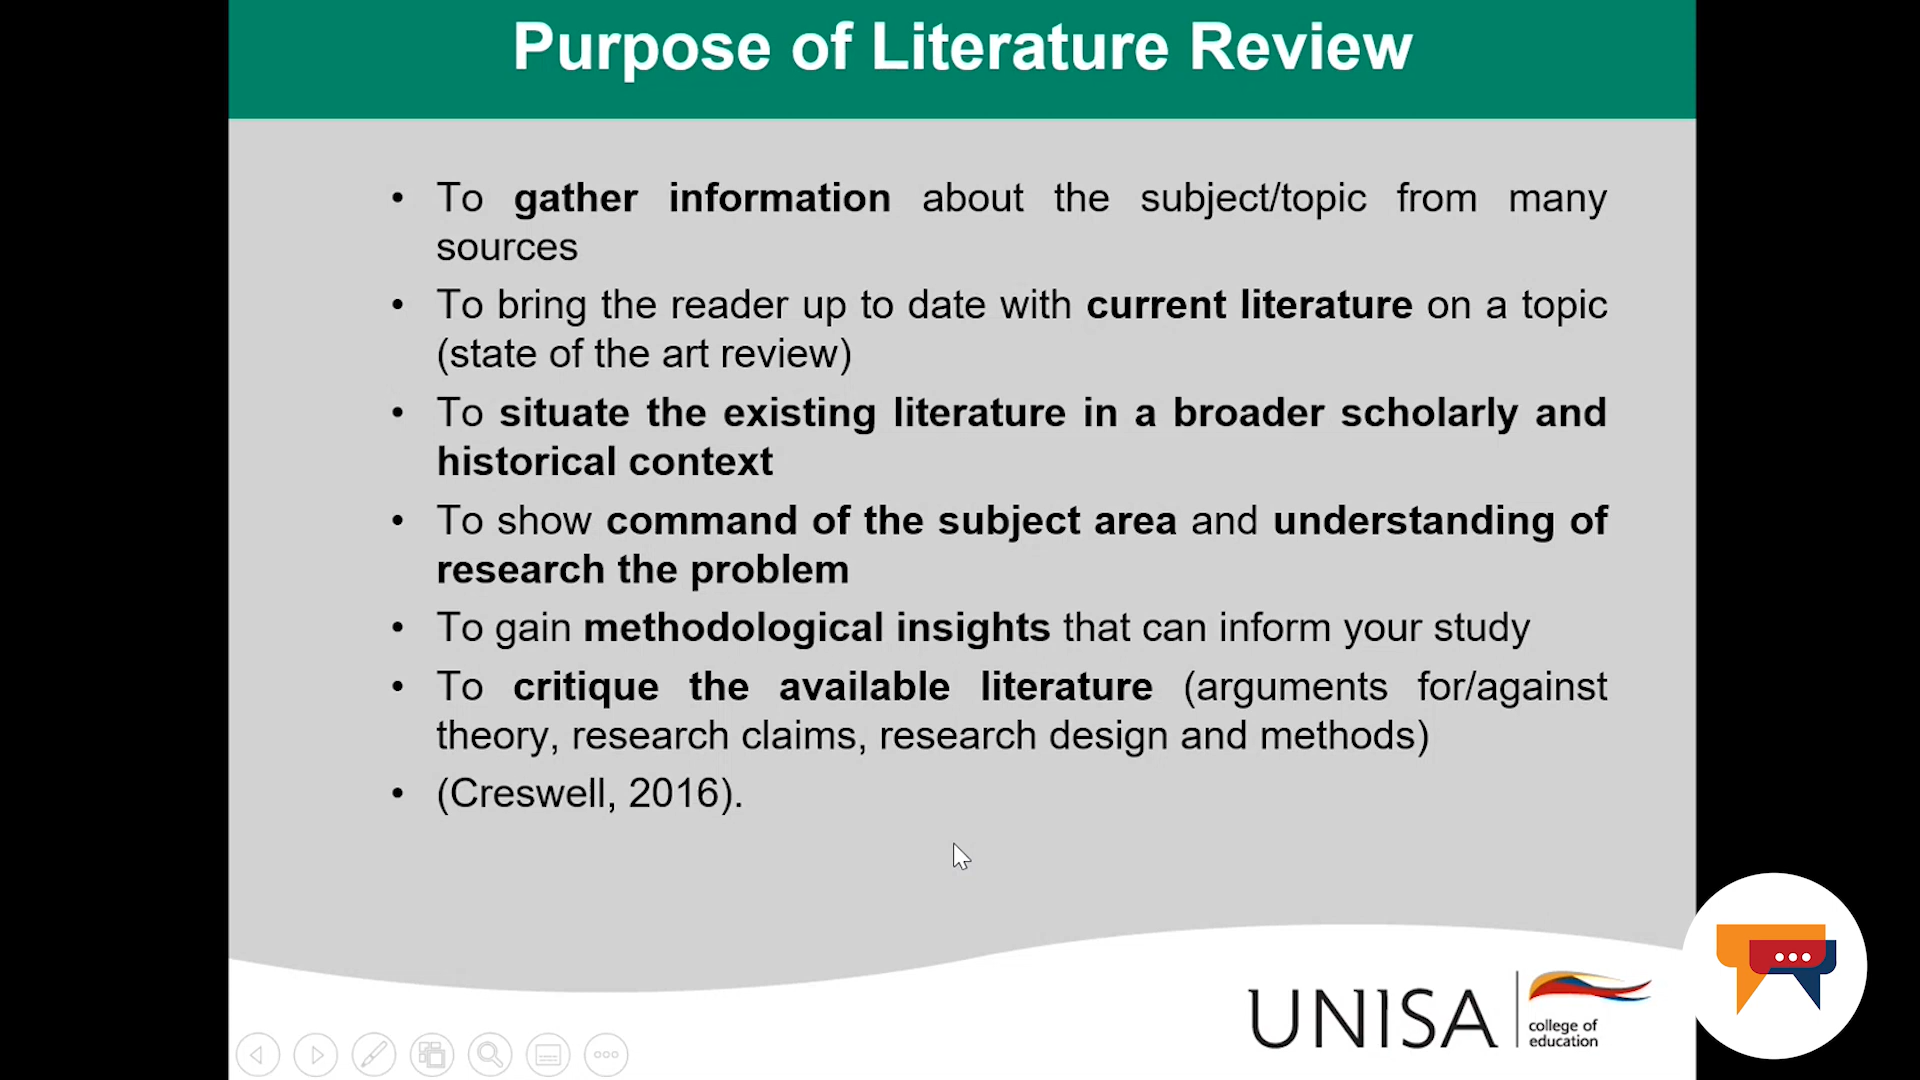 Purpose of Literature Review
• To gather information about the subject/topic from many
sources
• To bring the reader up to date with current literature on a topic
(state of the art review)
• To situate the existing literature in a broader scholarly and
historical context
• To show command of the subject area and understanding of
research the problem
• To gain methodological insights that can inform your study
• To critique the available literature (arguments for/against
theory, research claims, research design and methods)
• (Creswell, 2016).
UNISA
college of
education